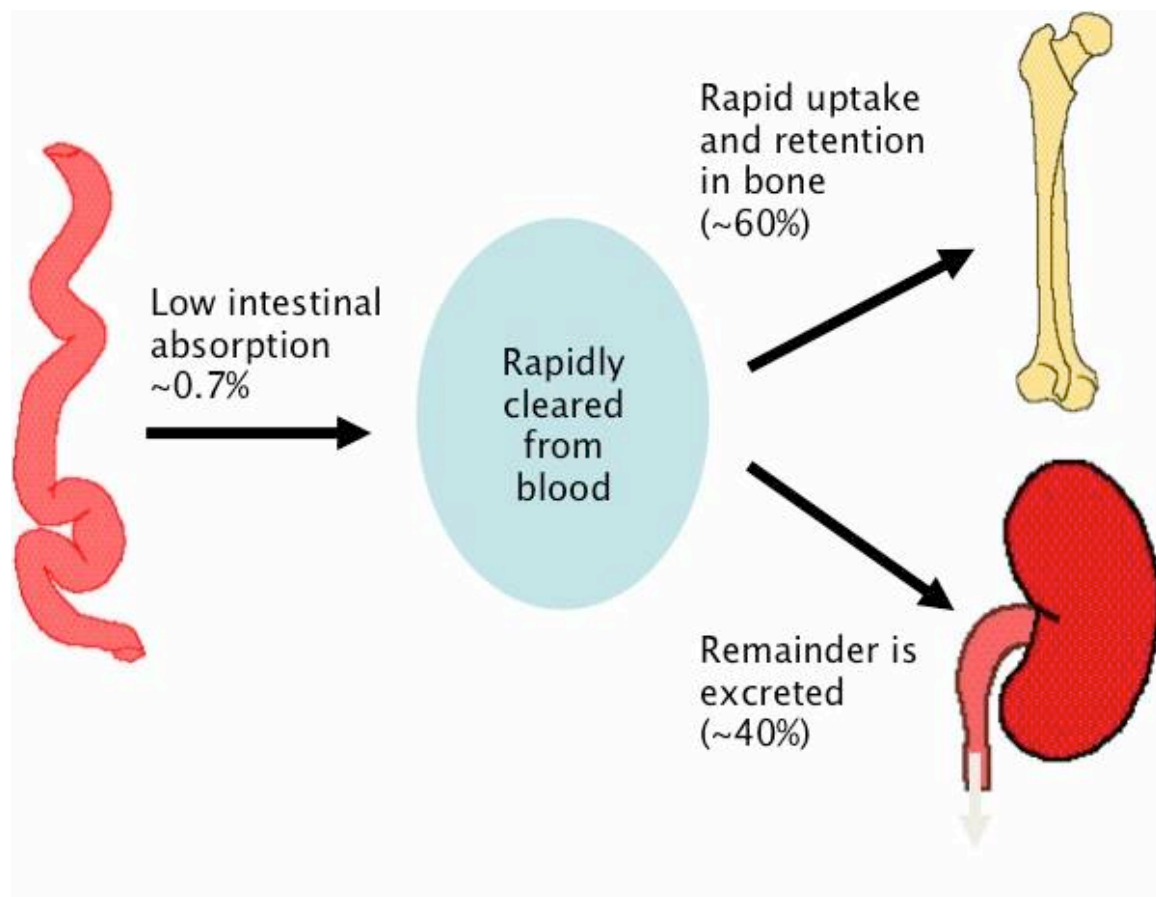 Low intestinal
absorption
~0.7%
Rapidly
cleared
from
blood
Rapid uptake
and retention
in bone
(~60%)
Remainder is
excreted
(~40%)